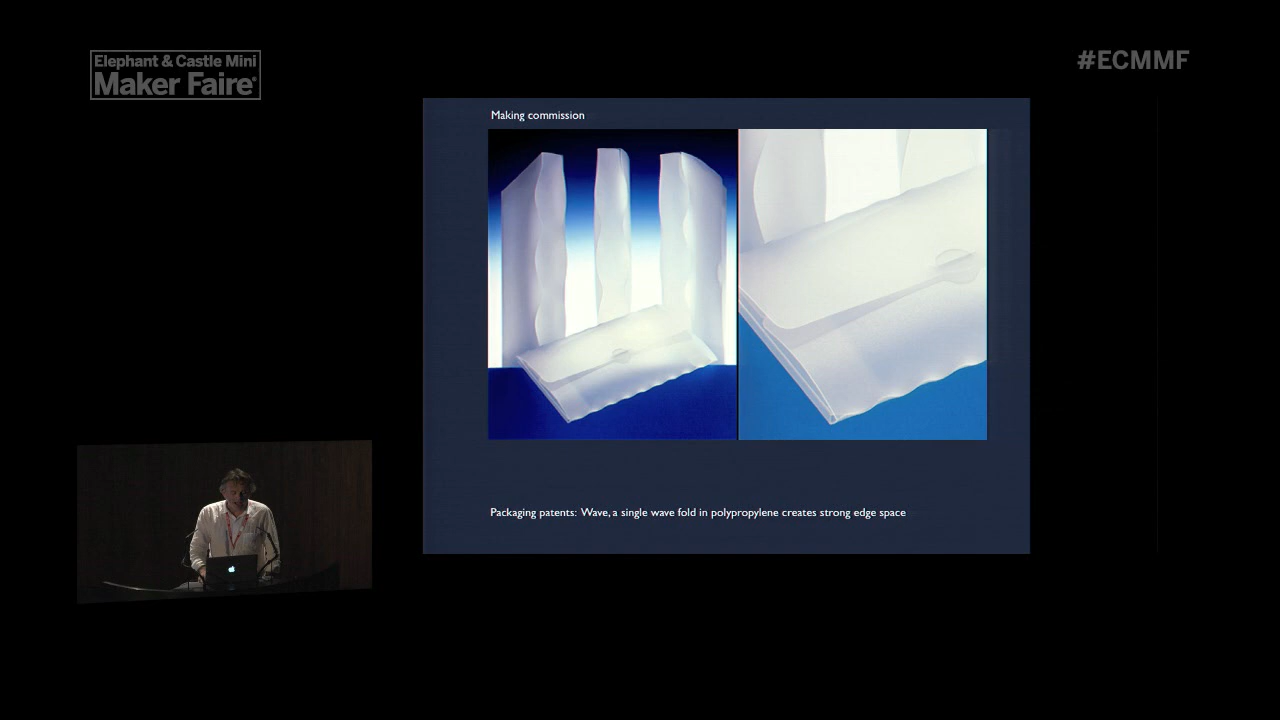 Elephant & Castle Mini
Maker Faire®
#ECMMF
Making commission
Packaging patents: Wave, a single wave fold in polypropylene creates strong edge space